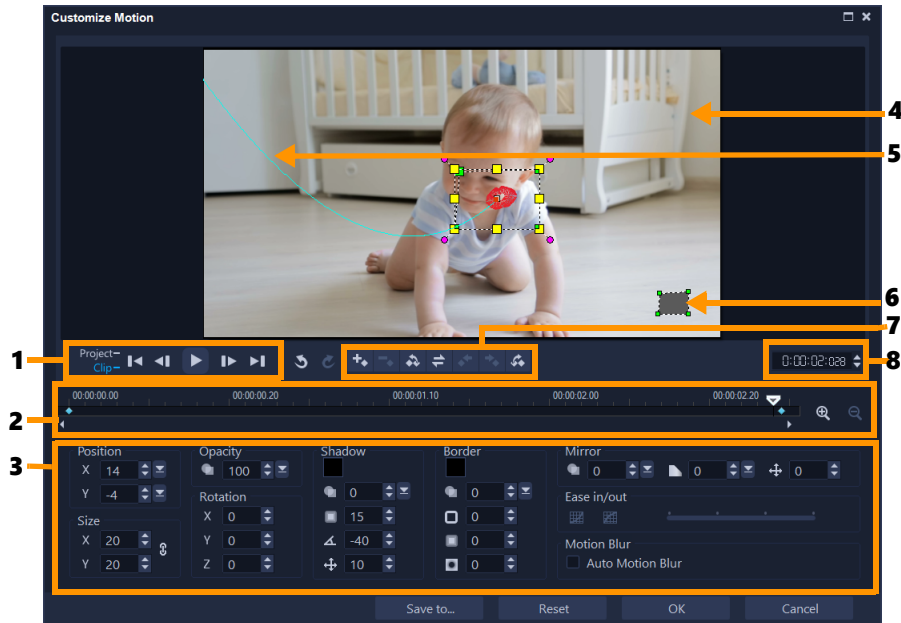 Customize Motion
4
5
6
7
1
Project
Clip
0:00:02:028
8
00:00:00.00 00:00:00.20 00:00:01.10 00:00:02.00 00:00:02.20
2
3
Position Opacity Shadow Border Mirror
X 14 100 0 0
Y -4 0 0
Rotation Ease in/out
X 0 15 0
Size
X 20 Y 0 -40 0
Motion Blur
Y 20 Z 0 10 0 Auto Motion Blur
Save to... Reset OK Cancel